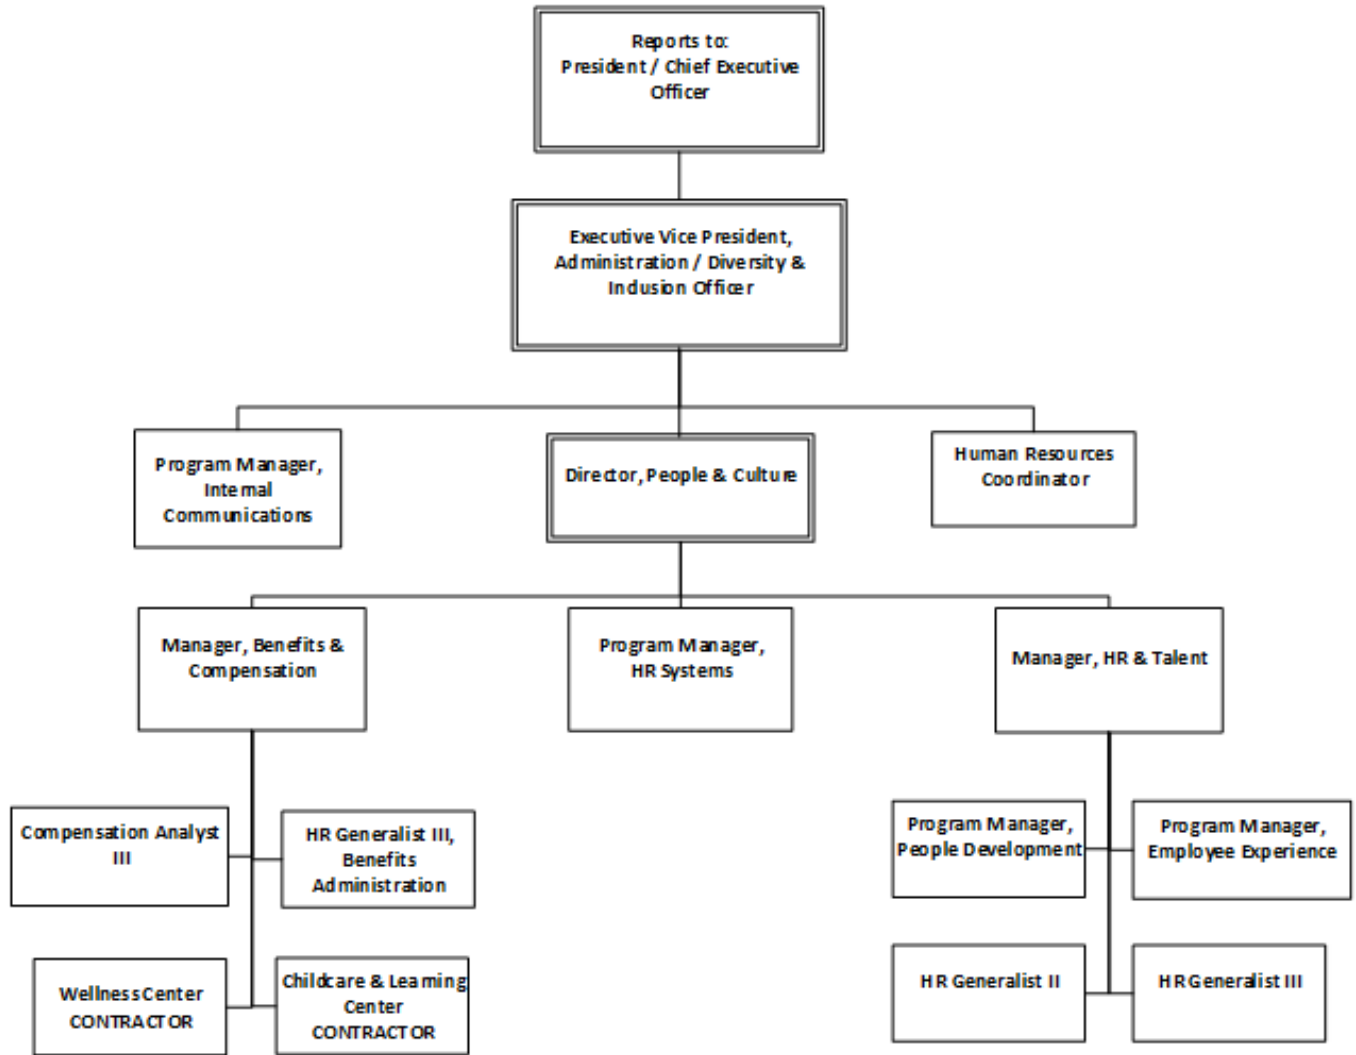 Reports to:
President / Chief Executive
Officer
Executive Vice President,
Administration / Diversity &
Inclusion Officer
Program Manager,
Internal
Communications
Director, People & Culture
Human Resources
Coordinator
Manager, Benefits &
Compensation
Program Manager,
HR Systems
Manager, HR & Talent
Compensation Analyst
III
HR Generalist III,
Benefits
Administration
Program Manager,
People Development
Program Manager,
Employee Experience
Wellness Center
CONTRACTOR
Childcare & Learning
Center
CONTRACTOR
HR Generalist II
HR Generalist III